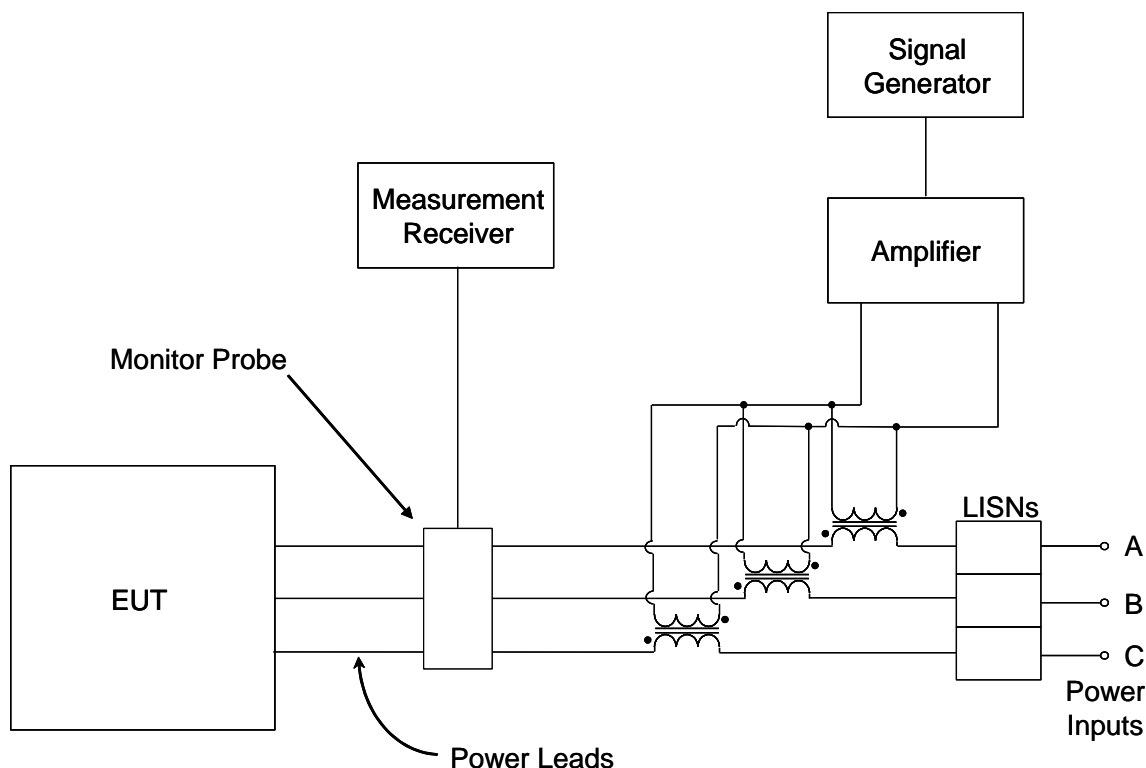 Signal
Generator
Measurement
Receiver
Amplifier
Monitor Probe
LISNs
A
EUT
B
C
Power
Inputs
Power Leads